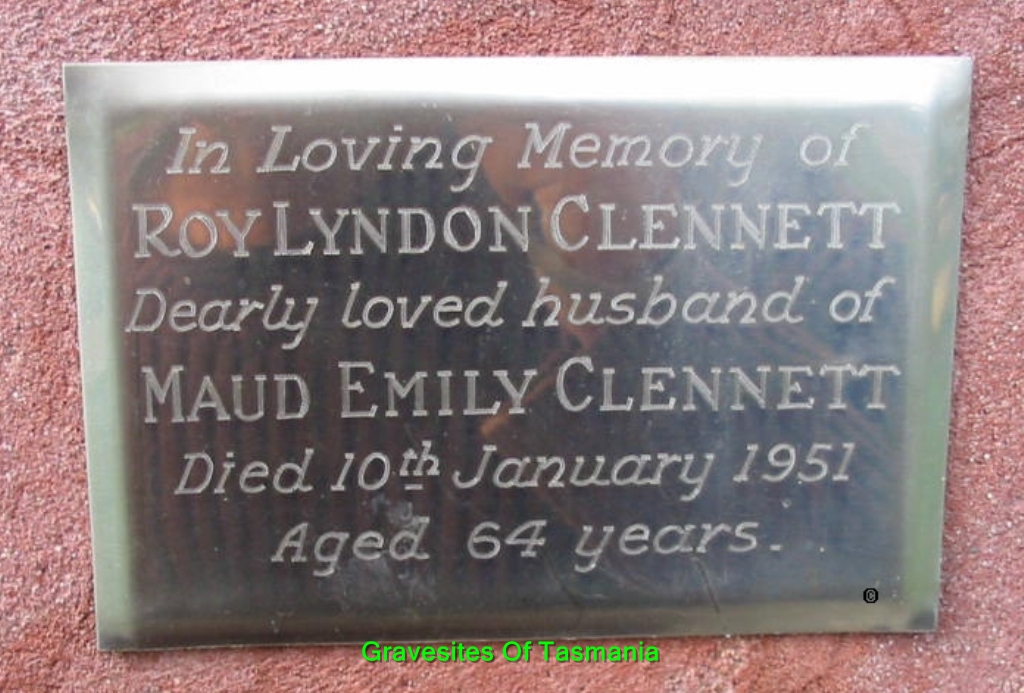 In Loving Memory of
ROY LYNDON CLENNETT
Dearly loved husband of
MAUD EMILY CLENNETT
Died 10th January 1951
Aged 64 years.
©
Gravesites Of Tasmania